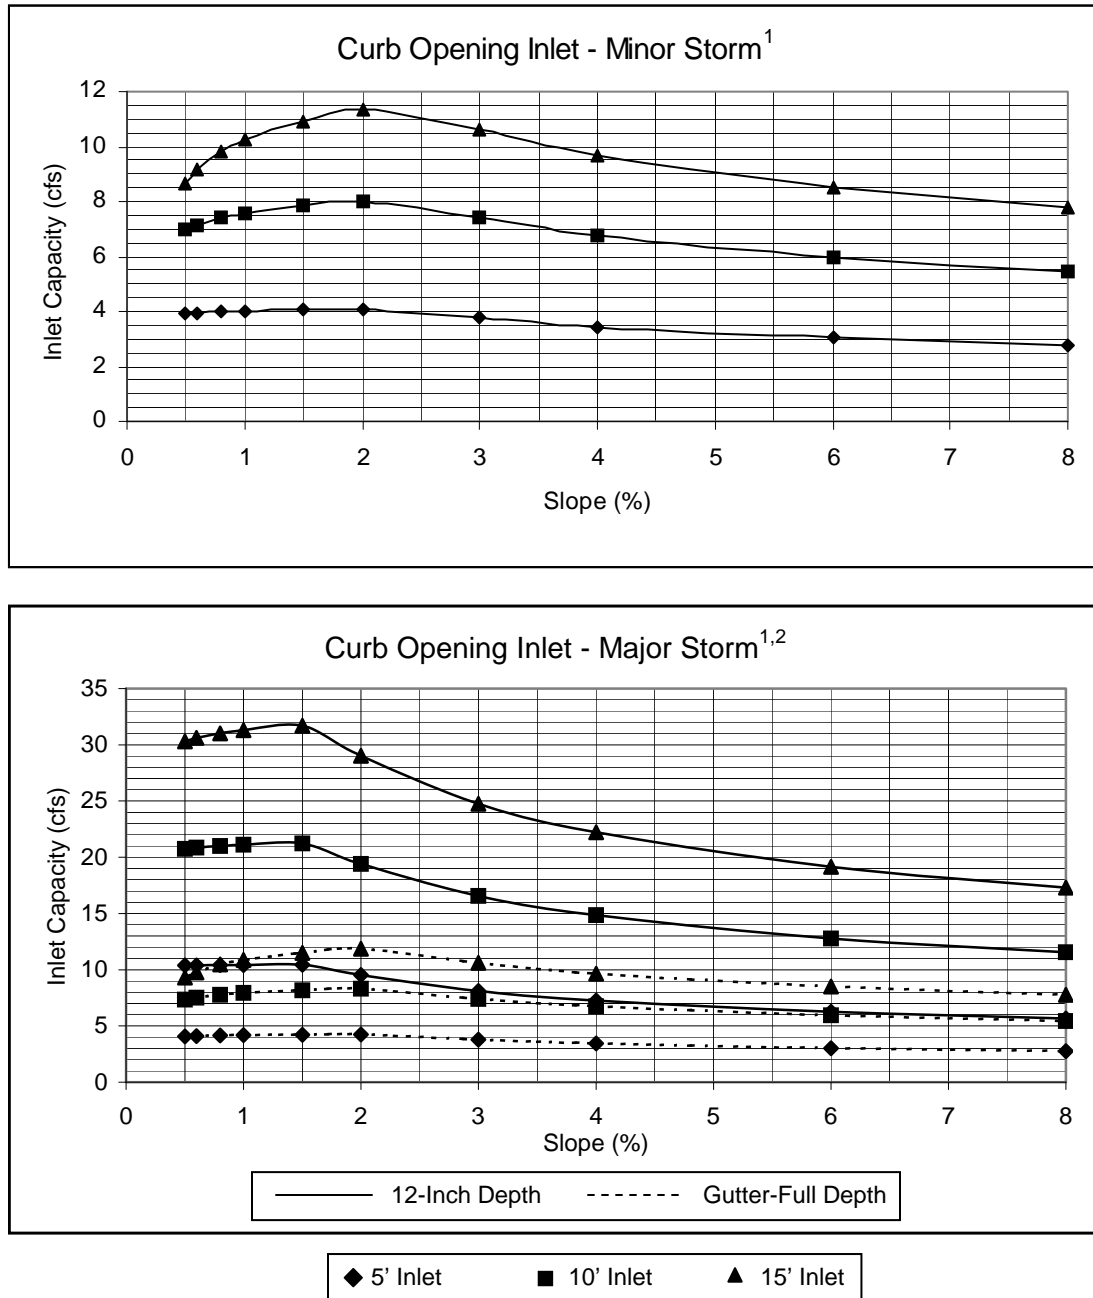 Curb Opening Inlet - Minor Storm1
12
10
8
6
4
2
0
Inlet Capacity (cfs)
0 1 2 3 4 5 6 7 8
Slope (%)
Curb Opening Inlet - Major Storm1,2
35
30
25
20
15
10
5
0
Inlet Capacity (cfs)
0 1 2 3 4 5 6 7 8
Slope (%)
12-Inch Depth Gutter-Full Depth
5’ Inlet 10’ Inlet 15’ Inlet